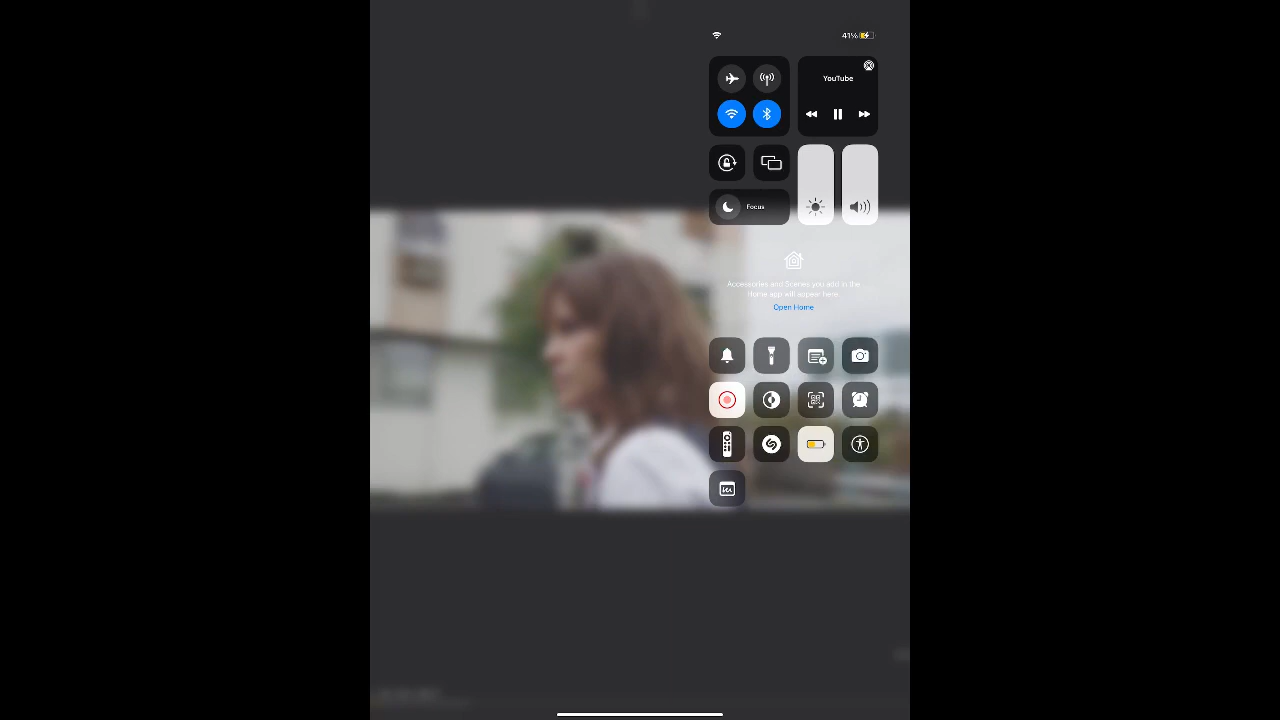 41%
YouTube
Focus
Accessories and Scenes you add in the
Home app will appear here.
Open Home